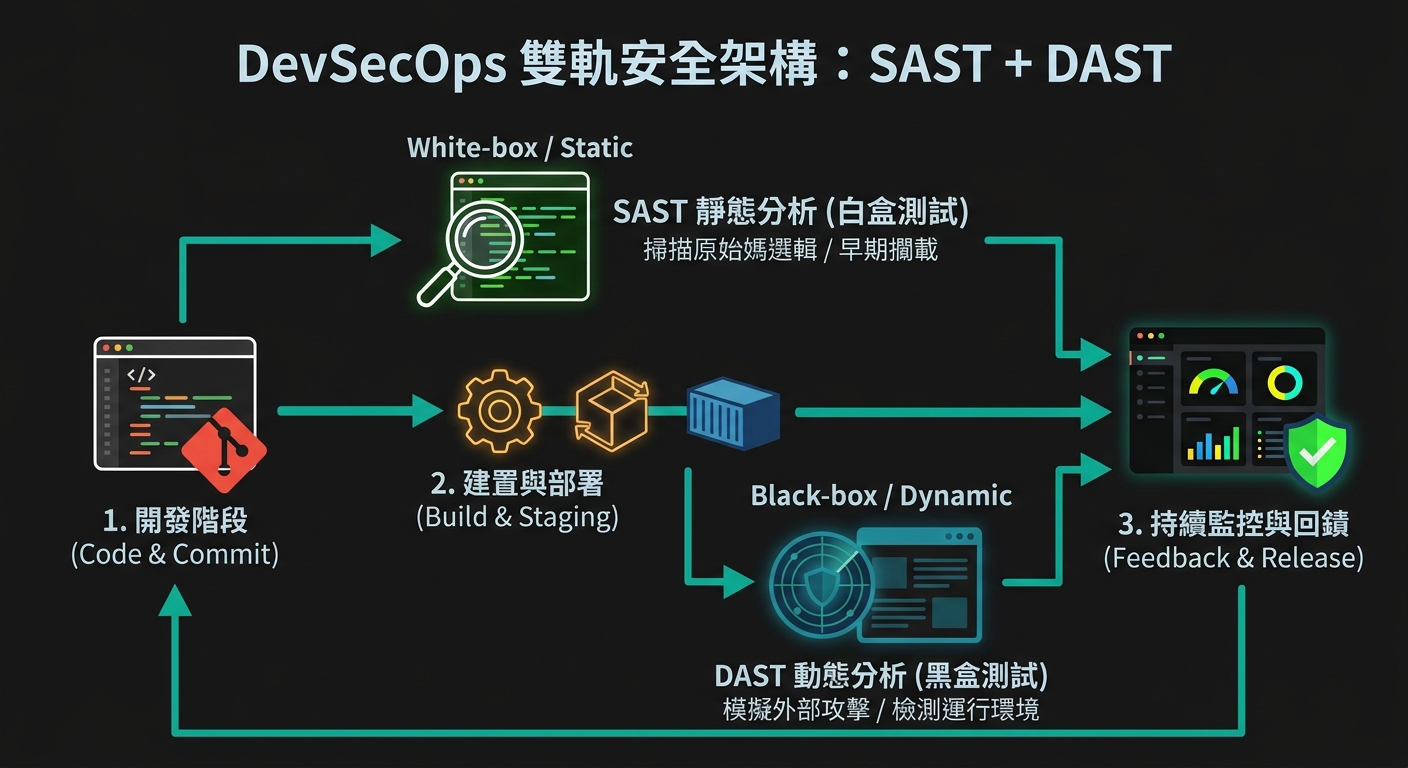 DevSecOps 雙軌安全架構：SAST + DAST
White-box / Static
SAST 靜態分析 (白盒測試)
掃描原始媽選輯 / 早期攔載
</>
1. 開發階段
(Code & Commit)
2. 建置與部署
(Build & Staging)
Black-box / Dynamic
DAST 動態分析 (黑盒測試)
模擬外部攻擊 / 檢測運行環境
3. 持續監控與回饋
(Feedback & Release)